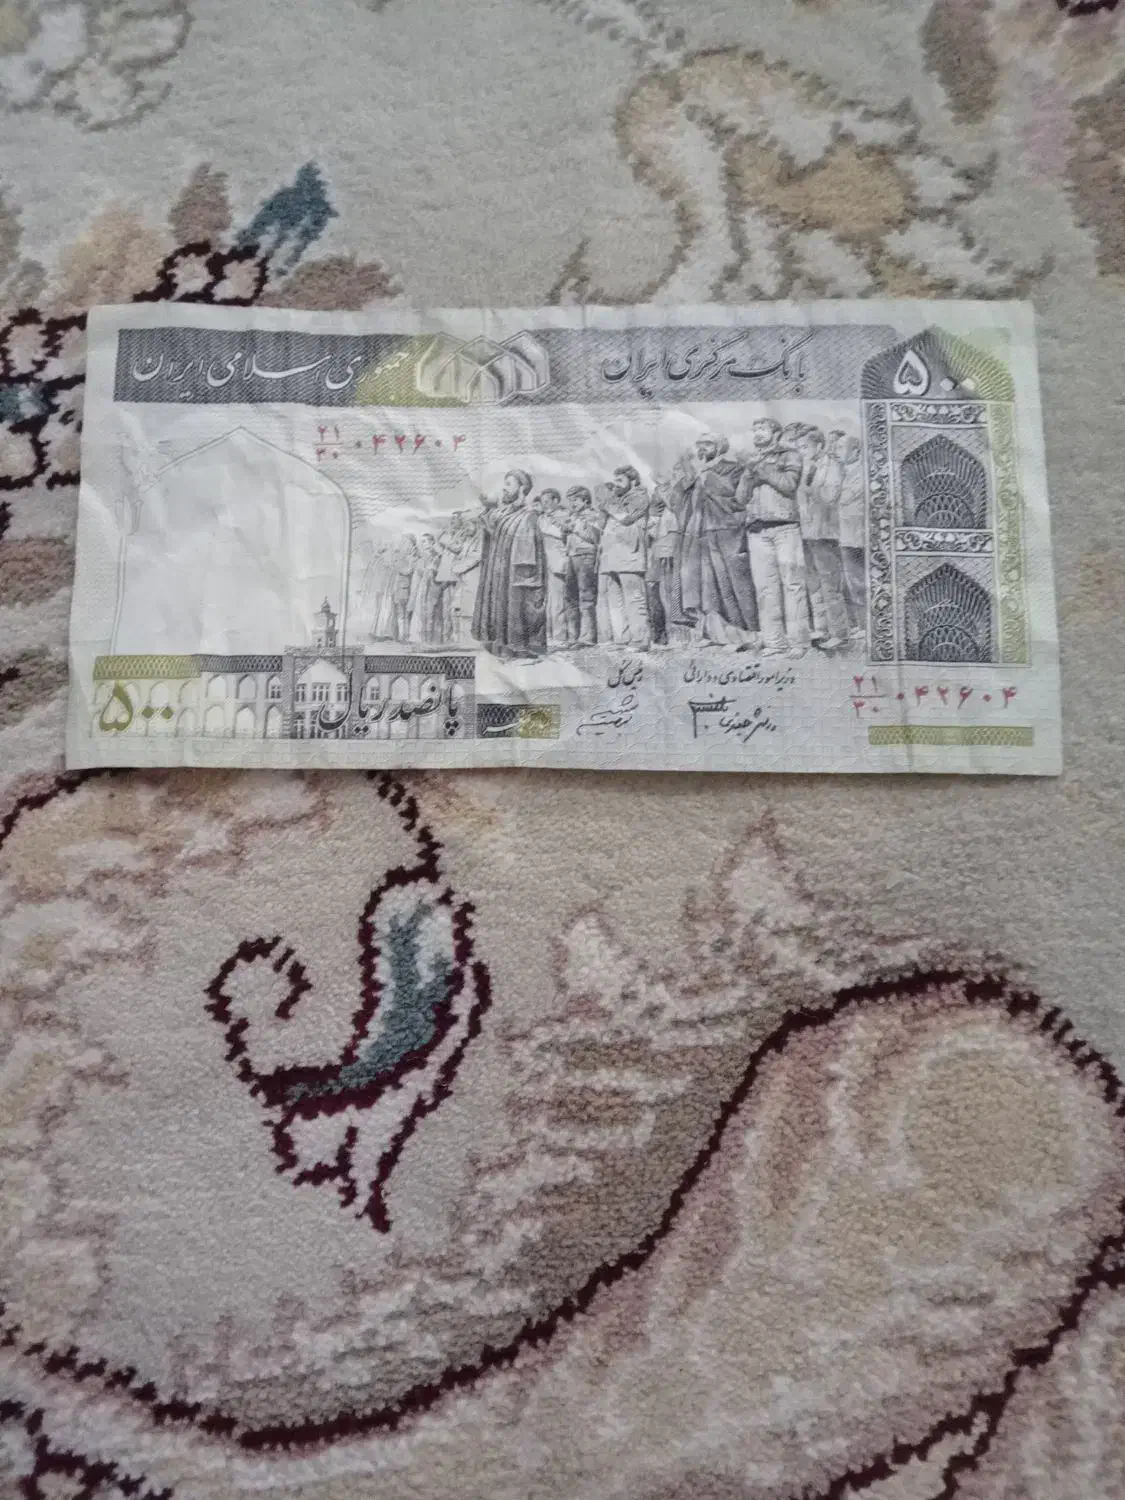 جمهوری اسلامی ایران
بانک مرکزی ایران
۵۰۰
۲۱/۳۰ ۰۴۲۶۰۴
وزیر امور اقتصادی و دارائی
رئیس کل
۲۱/۳۰ ۰۴۲۶۰۴
پانصد ریال
۵۰۰